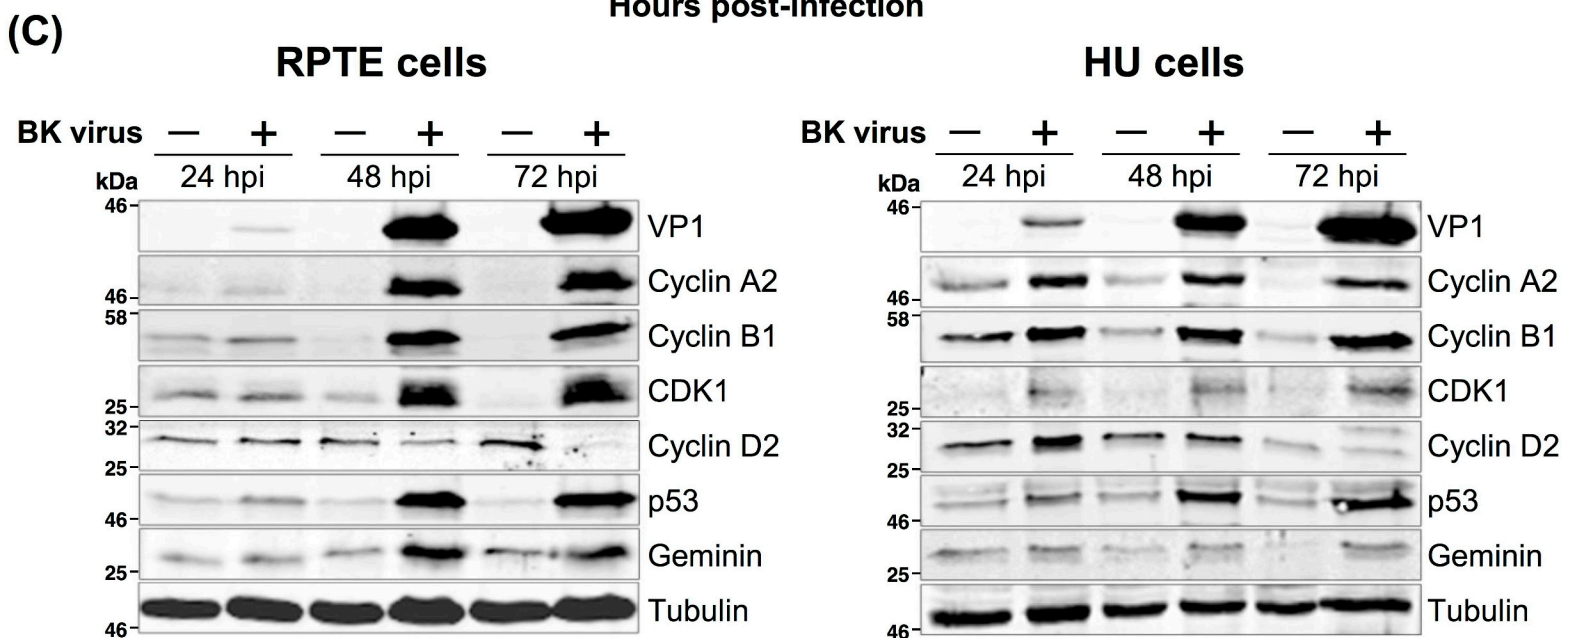 Hours post-infection
(C)
RPTE cells
BK virus — + — + — +
24 hpi 48 hpi 72 hpi
kDa
46 VP1
46 Cyclin A2
58 Cyclin B1
25 CDK1
32 Cyclin D2
25
46 p53
25 Geminin
46 Tubulin
HU cells
BK virus — + — + — +
24 hpi 48 hpi 72 hpi
kDa
46 VP1
46 Cyclin A2
58 Cyclin B1
25 CDK1
32 Cyclin D2
25
46 p53
25 Geminin
46 Tubulin